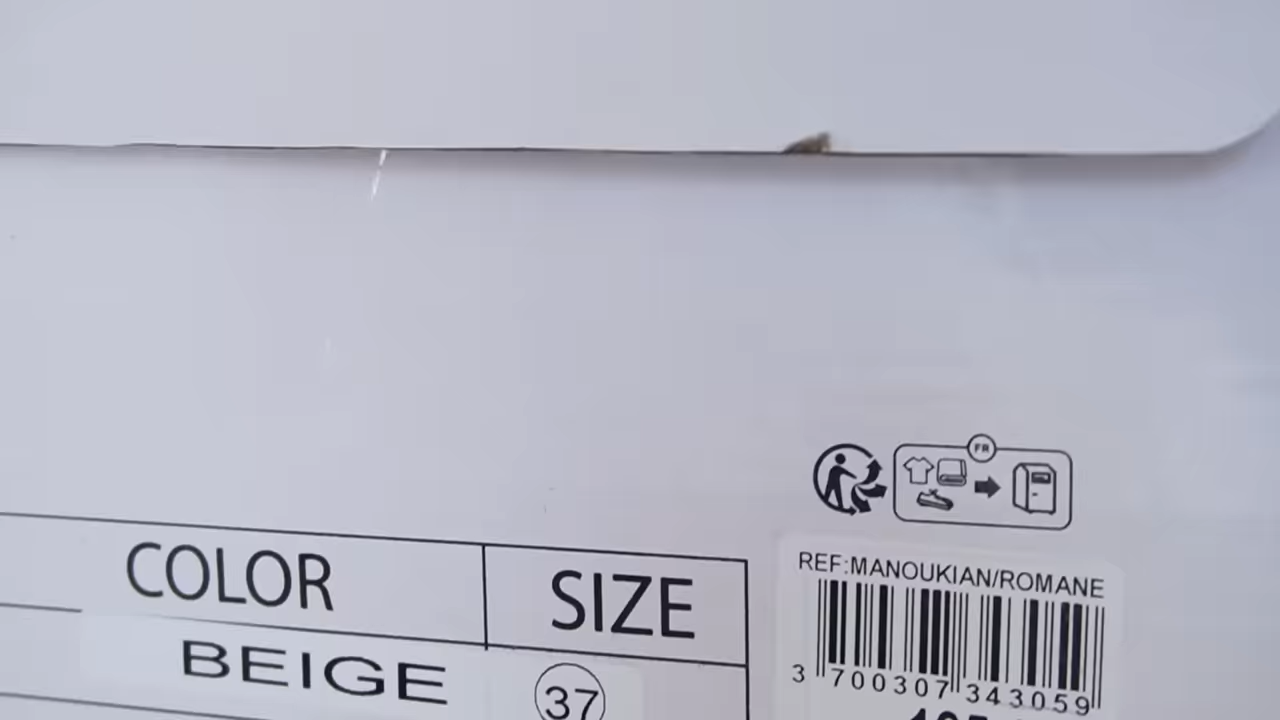 FR
COLOR SIZE
BEIGE 37
REF:MANOUKIAN/ROMANE
3 700307 343059